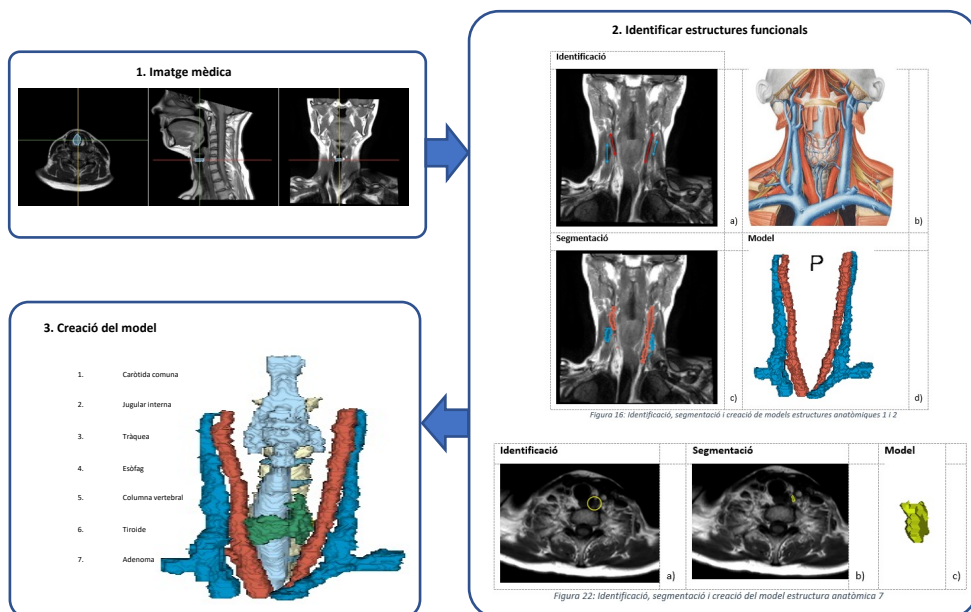 1. Imatge mèdica
2. Identificar estructures funcionals
Identificació
a)
b)
Segmentació
Model
P
c)
d)
Figura 16: Identificació, segmentació i creació de models estructures anatòmiques 1 i 2
Identificació
Segmentació
Model
a)
b)
c)
Figura 22: Identificació, segmentació i creació del model estructura anatòmica 7
3. Creació del model
1. Caròtida comuna
2. Jugular interna
3. Tràquea
4. Esòfag
5. Columna vertebral
6. Tiroide
7. Adenoma